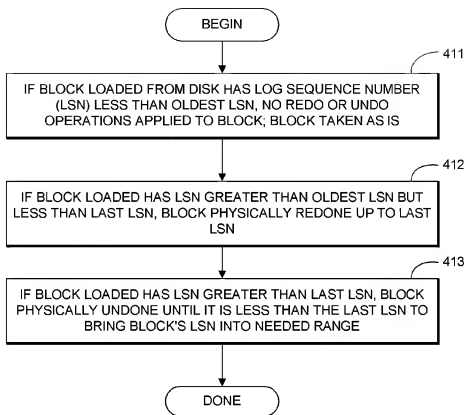 BEGIN
411
IF BLOCK LOADED FROM DISK HAS LOG SEQUENCE NUMBER
(LSN) LESS THAN OLDEST LSN, NO REDO OR UNDO
OPERATIONS APPLIED TO BLOCK; BLOCK TAKEN AS IS
412
IF BLOCK LOADED HAS LSN GREATER THAN OLDEST LSN BUT
LESS THAN LAST LSN, BLOCK PHYSICALLY REDONE UP TO LAST
LSN
413
IF BLOCK LOADED HAS LSN GREATER THAN LAST LSN, BLOCK
PHYSICALLY UNDONE UNTIL IT IS LESS THAN THE LAST LSN TO
BRING BLOCK'S LSN INTO NEEDED RANGE
DONE